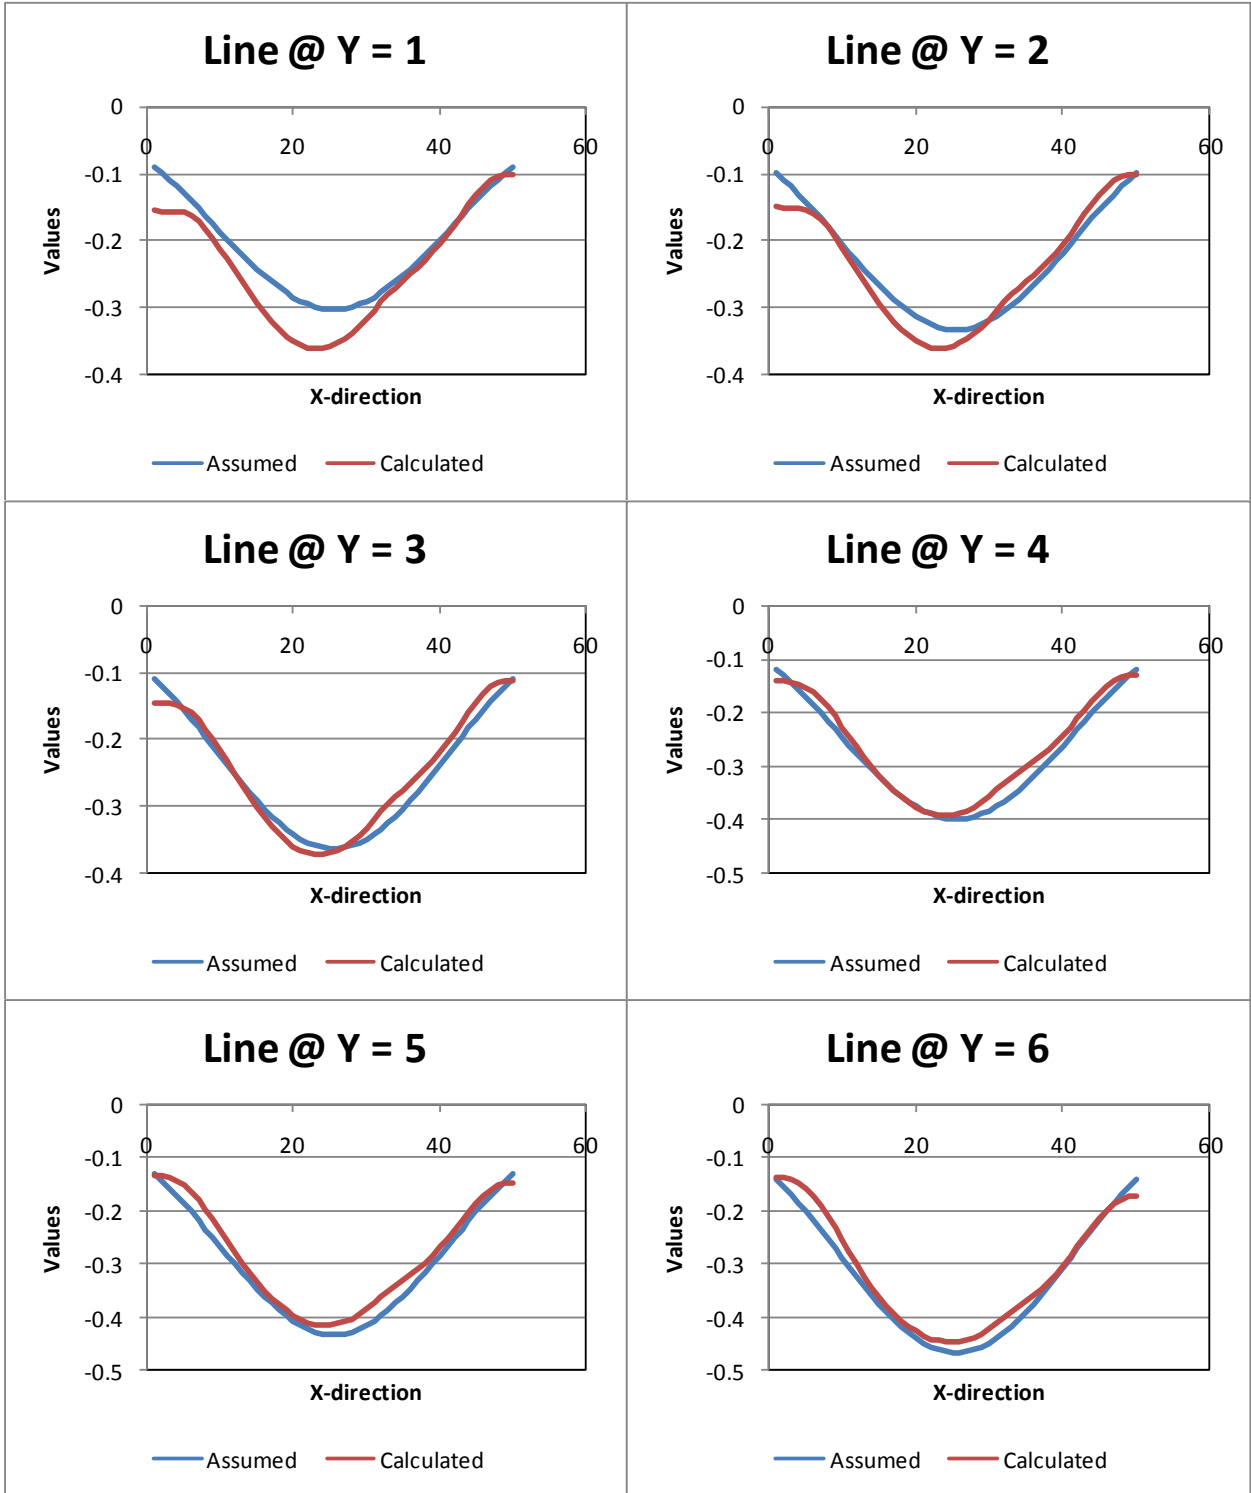 Line @ Y = 1
0
0 20 40 60
-0.1
-0.2
-0.3
-0.4
Values
X-direction
Assumed Calculated
Line @ Y = 2
0
0 20 40 60
-0.1
-0.2
-0.3
-0.4
Values
X-direction
Assumed Calculated
Line @ Y = 3
0
0 20 40 60
-0.1
-0.2
-0.3
-0.4
Values
X-direction
Assumed Calculated
Line @ Y = 4
0
0 20 40 60
-0.1
-0.2
-0.3
-0.4
-0.5
Values
X-direction
Assumed Calculated
Line @ Y = 5
0
0 20 40 60
-0.1
-0.2
-0.3
-0.4
-0.5
Values
X-direction
Assumed Calculated
Line @ Y = 6
0
0 20 40 60
-0.1
-0.2
-0.3
-0.4
-0.5
Values
X-direction
Assumed Calculated